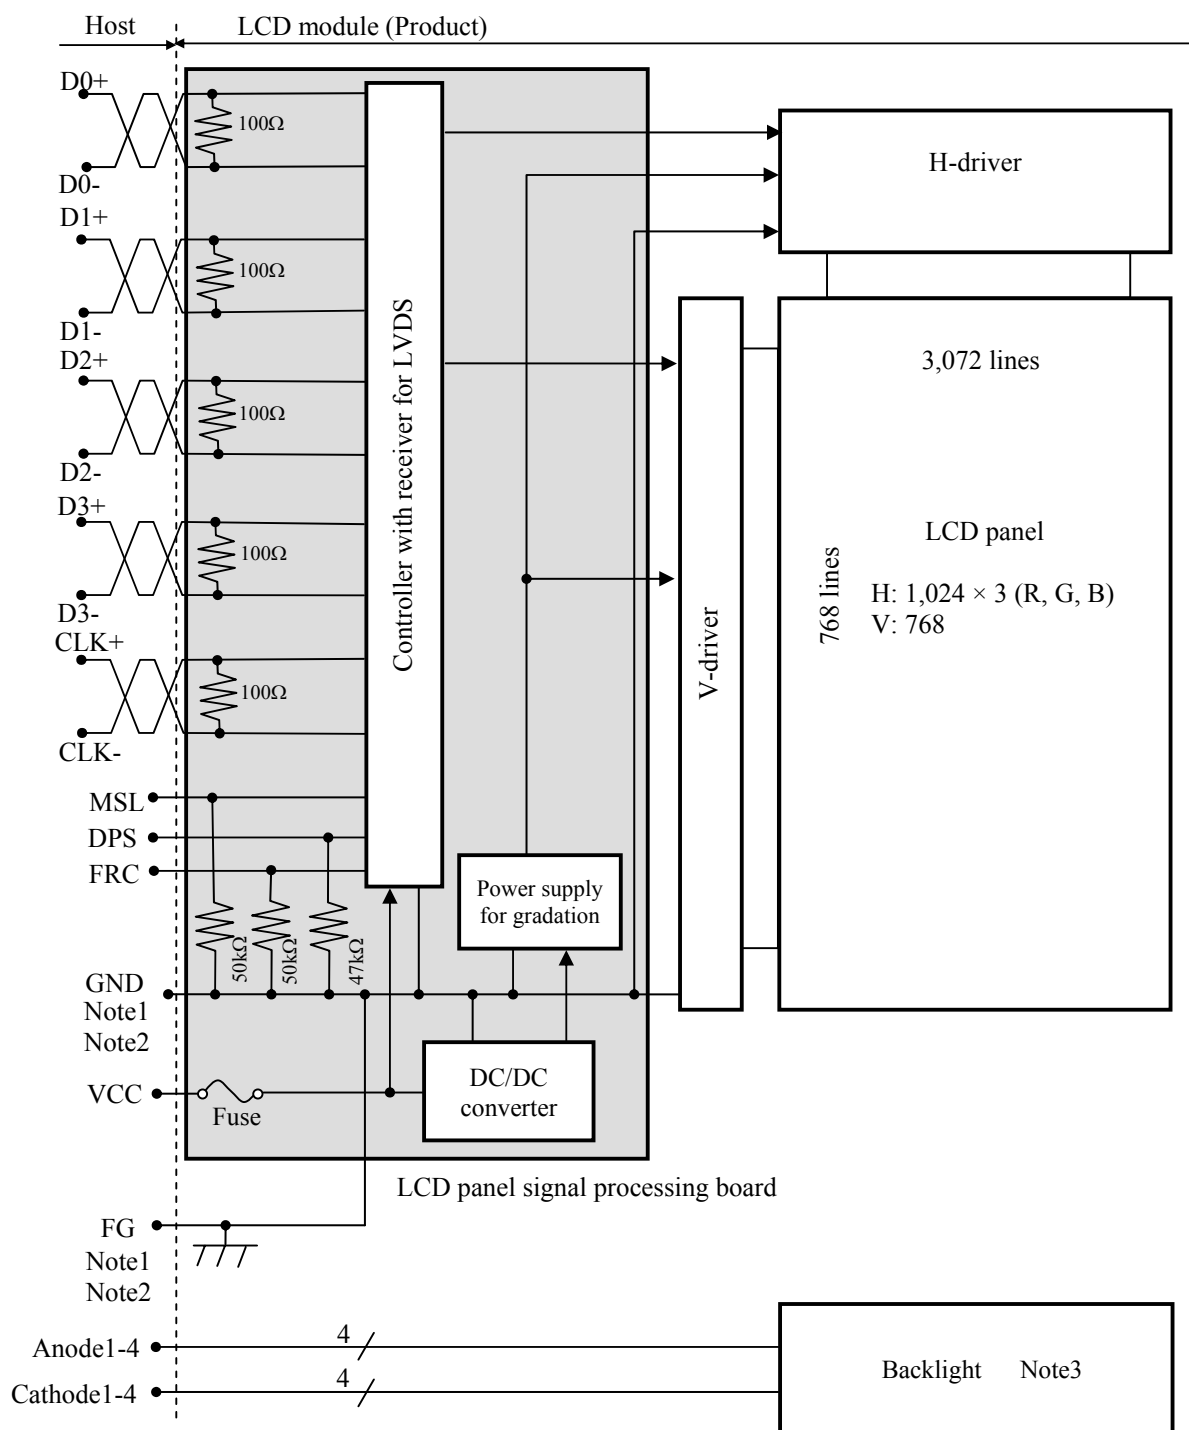 Host
LCD module (Product)
D0+
100Ω
D0-
D1+
100Ω
D1-
D2+
100Ω
D2-
D3+
100Ω
D3-
CLK+
100Ω
CLK-
MSL
DPS
FRC
50kΩ
50kΩ
47kΩ
GND
Note1
Note2
VCC
Fuse
Controller with receiver for LVDS
Power supply
for gradation
DC/DC
converter
LCD panel signal processing board
H-driver
V-driver
3,072 lines
768 lines
LCD panel
H: 1,024 × 3 (R, G, B)
V: 768
FG
Note1
Note2
Anode1-4
4
Cathode1-4
4
Backlight Note3